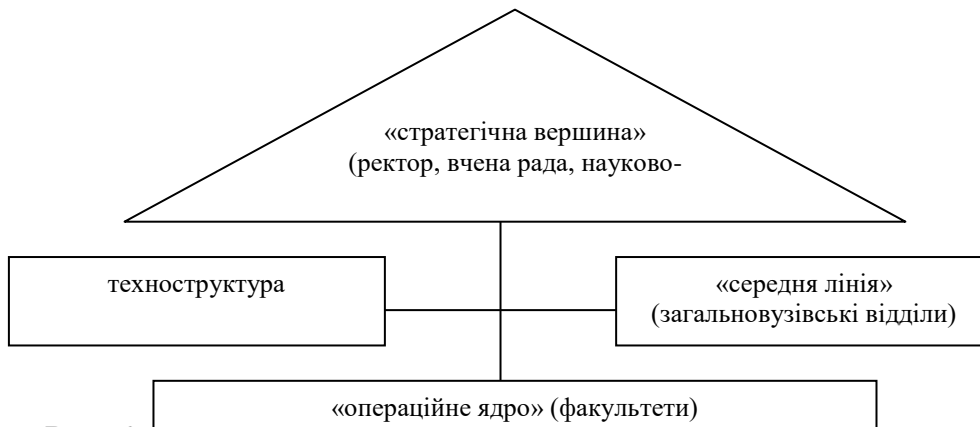 «стратегічна вершина»
(ректор, вчена рада, науково-
техноструктура
«середня лінія»
(загальновузівські відділи)
«операційне ядро» (факультети)